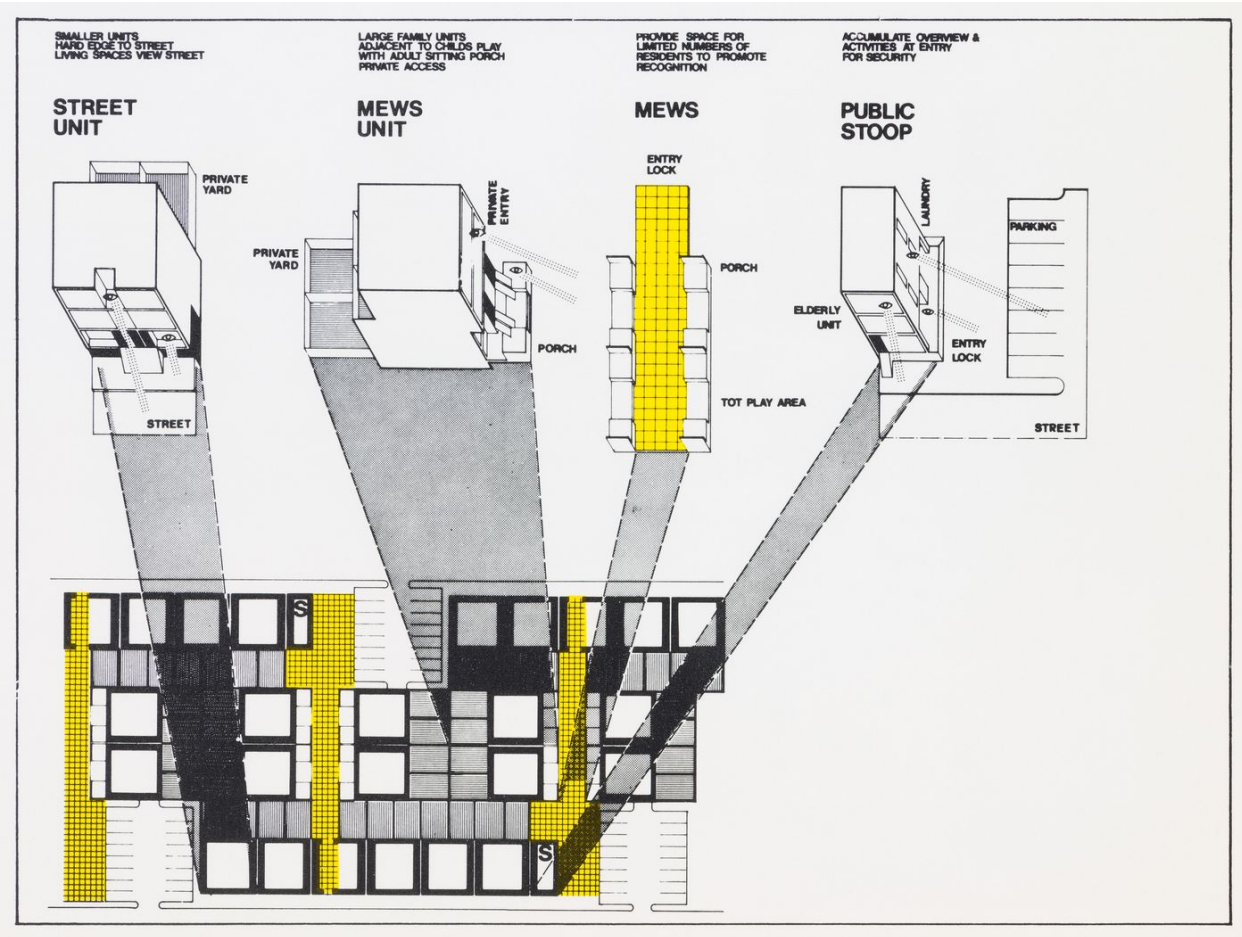 SMALLER UNITS
HARD EDGE TO STREET
LIVING SPACES VIEW STREET
STREET
UNIT
PRIVATE
YARD
STREET
LARGE FAMILY UNITS
ADJACENT TO CHILDS PLAY
WITH ADULT SITTING PORCH
PRIVATE ACCESS
MEWS
UNIT
PRIVATE
ENTRY
PRIVATE
YARD
PORCH
PROVIDE SPACE FOR
LIMITED NUMBERS OF
RESIDENTS TO PROMOTE
RECOGNITION
MEWS
ENTRY
LOCK
PORCH
TOT PLAY AREA
ACCUMULATE OVERVIEW &
ACTIVITIES AT ENTRY
FOR SECURITY
PUBLIC
STOOP
LAUNDRY
PARKING
ELDERLY
UNIT
ENTRY
LOCK
STREET
S
S